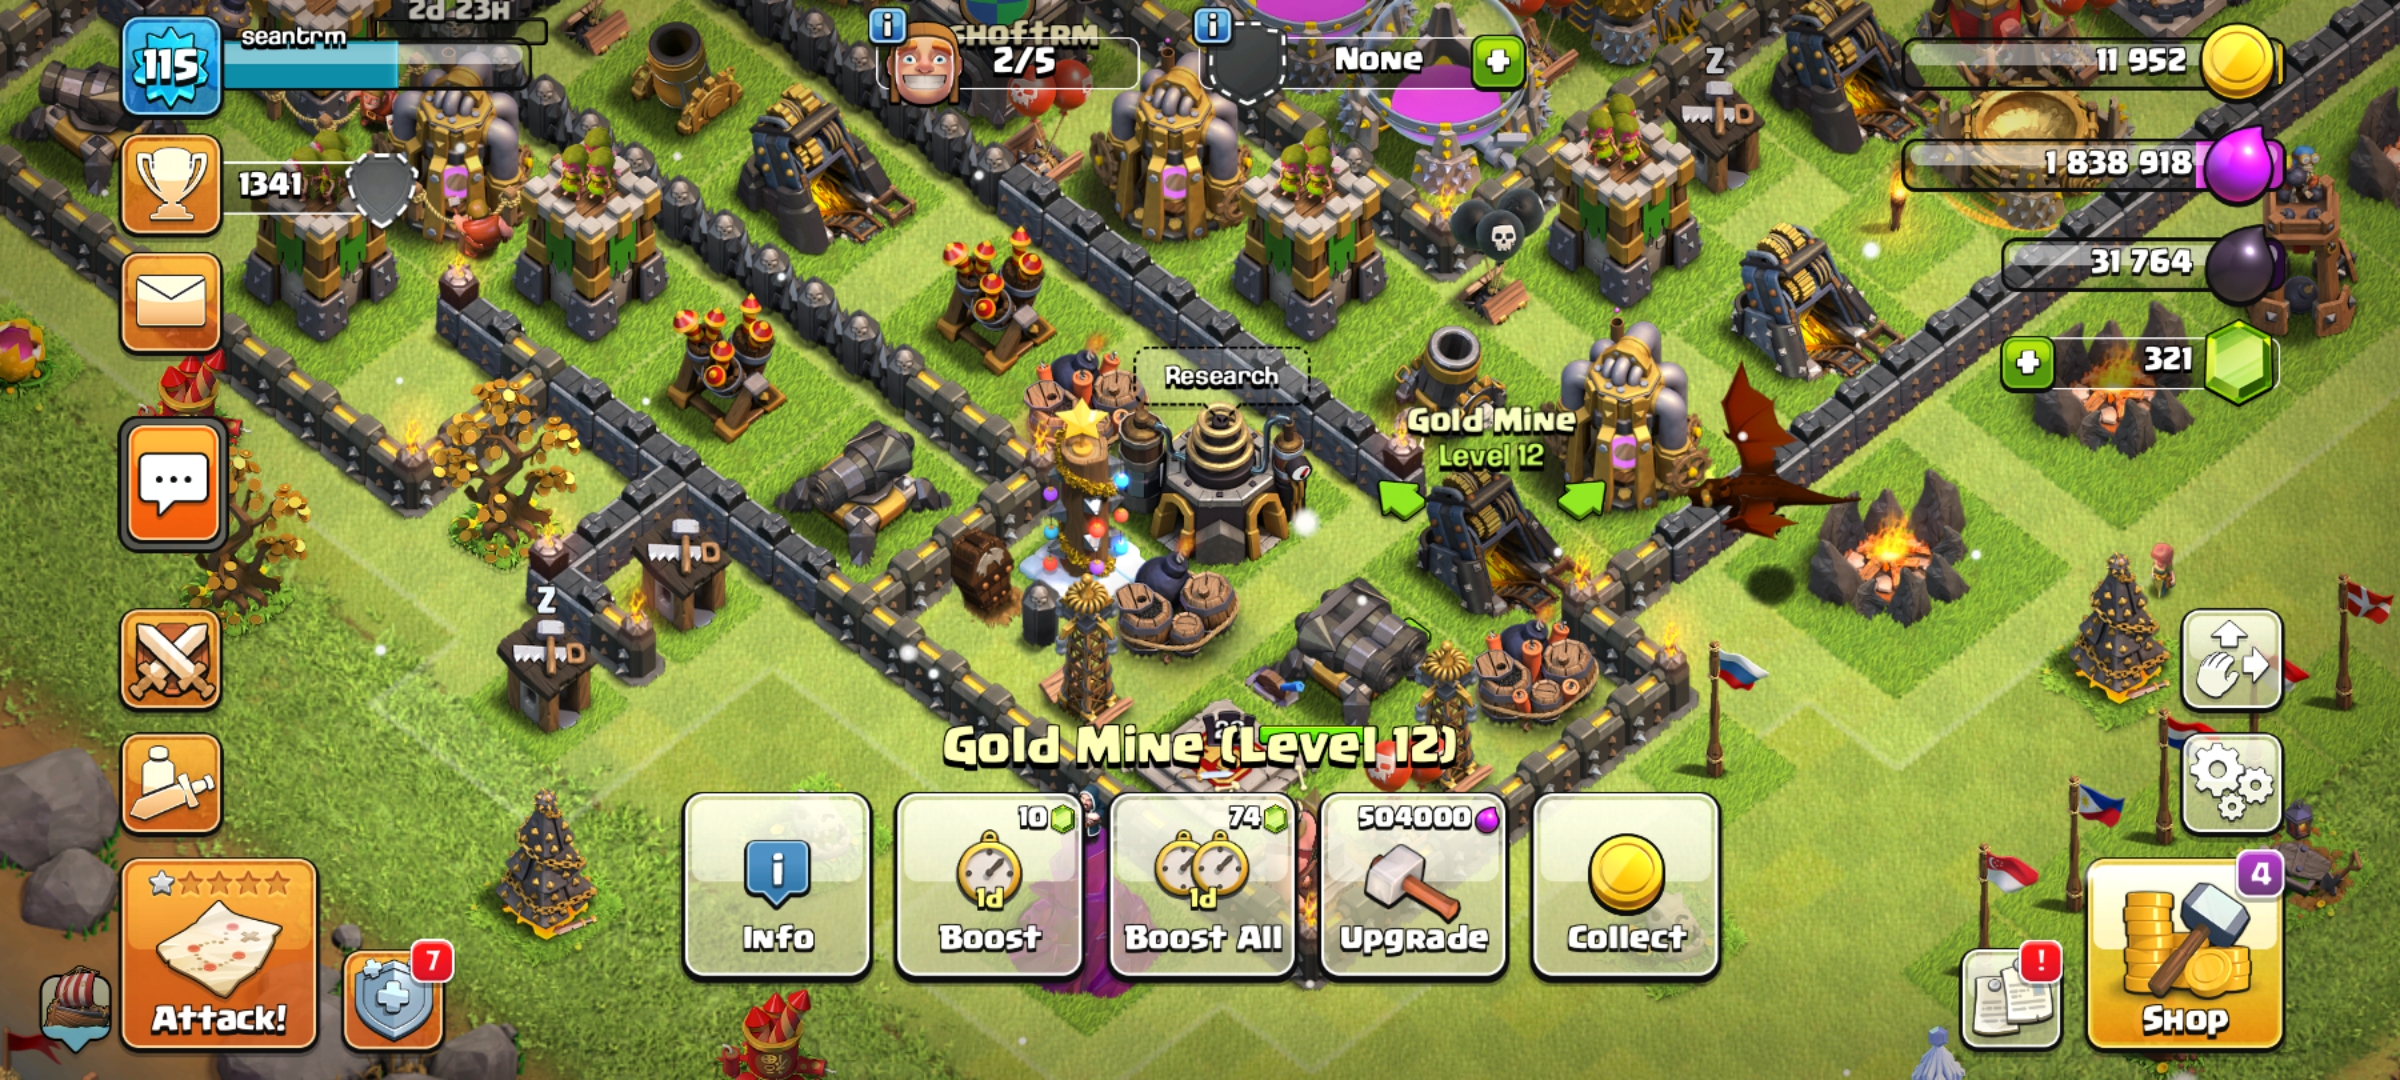 2d 23H
115
seantrm
2/5
None
11 952
1341
1 838 918
31 764
321
Research
Gold Mine
Level 12
Z
Z
Gold Mine (Level 12)
Info
10
1d
Boost
74
1d
Boost All
504000
Upgrade
Collect
Attack!
7
!
4
Shop